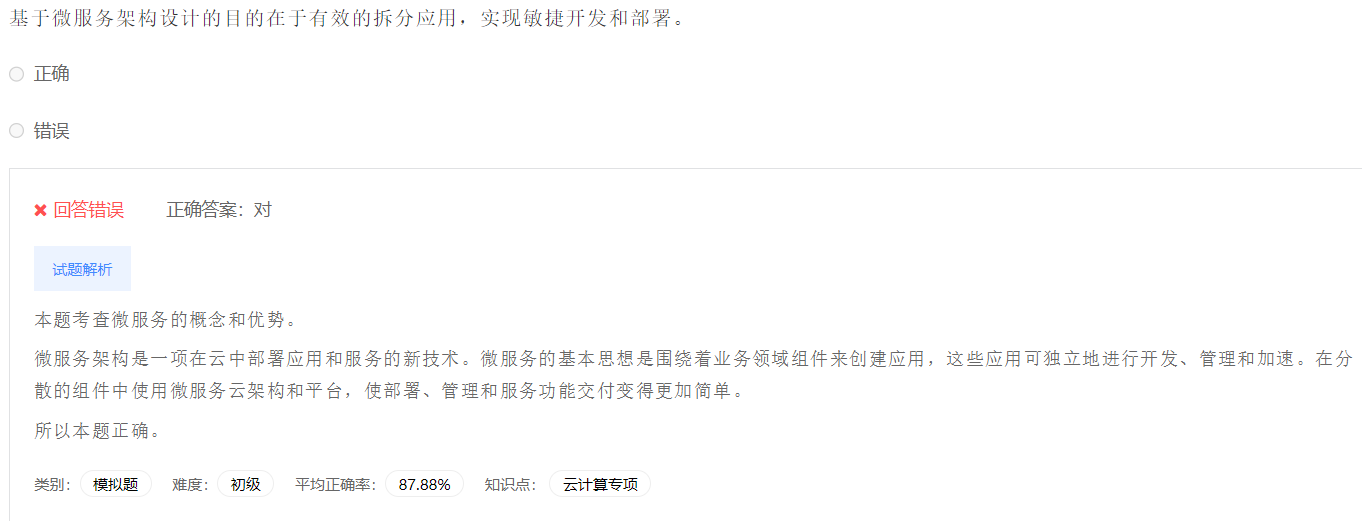 基于微服务架构设计的目的在于有效的拆分应用，实现敏捷开发和部署。
正确
错误
回答错误 正确答案：对
试题解析
本题考查微服务的概念和优势。
微服务架构是一项在云中部署应用和服务的新技术。微服务的基本思想是围绕着业务领域组件来创建应用，这些应用可独立地进行开发、管理和加速。在分
散的组件中使用微服务云架构和平台，使部署、管理和服务功能交付变得更加简单。
所以本题正确。
类别： 模拟题 难度： 初级 平均正确率： 87.88% 知识点： 云计算专项